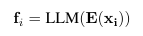 f_i = LLM(E(x_i))